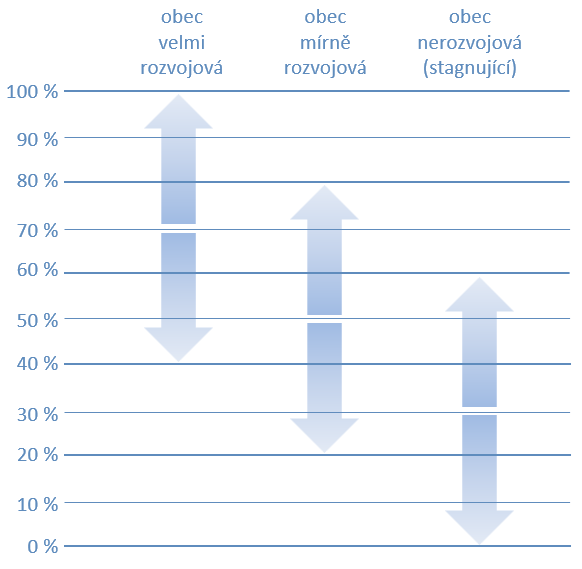 obec
velmi
rozvojová
obec
mírně
rozvojová
obec
nerozvojová
(stagnující)
100 %
90 %
80 %
70 %
60 %
50 %
40 %
30 %
20 %
10 %
0 %